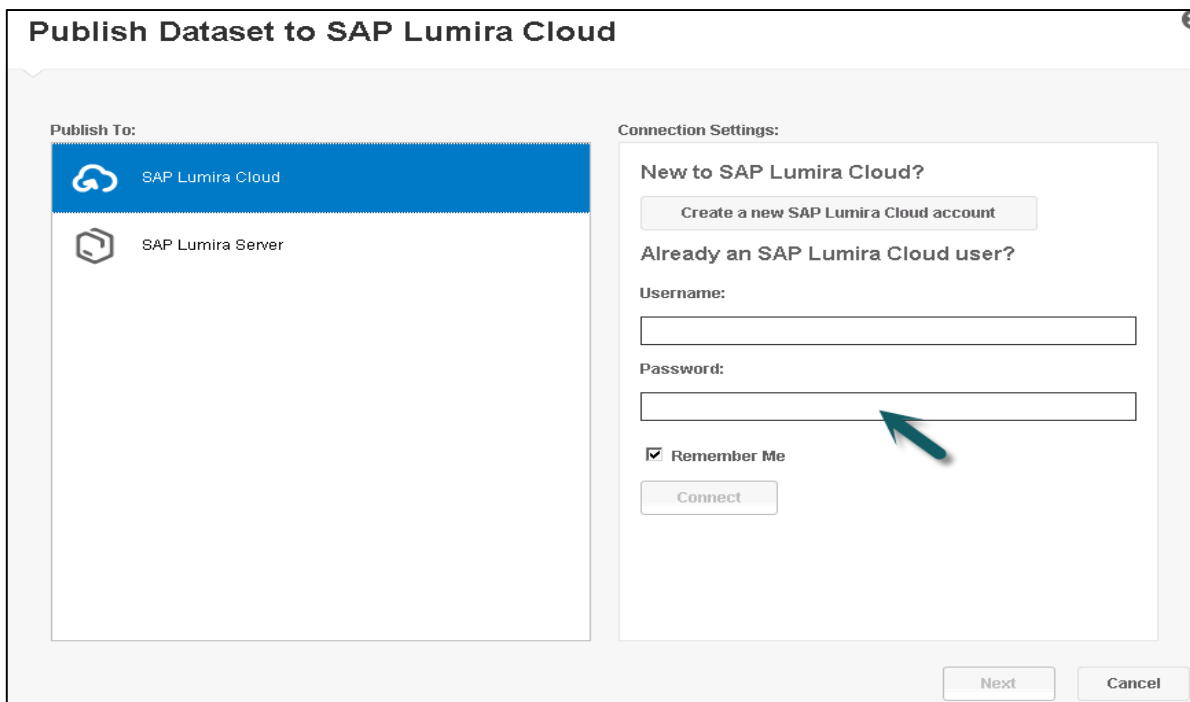 Publish Dataset to SAP Lumira Cloud
Publish To:
SAP Lumira Cloud
SAP Lumira Server
Connection Settings:
New to SAP Lumira Cloud?
Create a new SAP Lumira Cloud account
Already an SAP Lumira Cloud user?
Username:
Password:
Remember Me
Connect
Next
Cancel